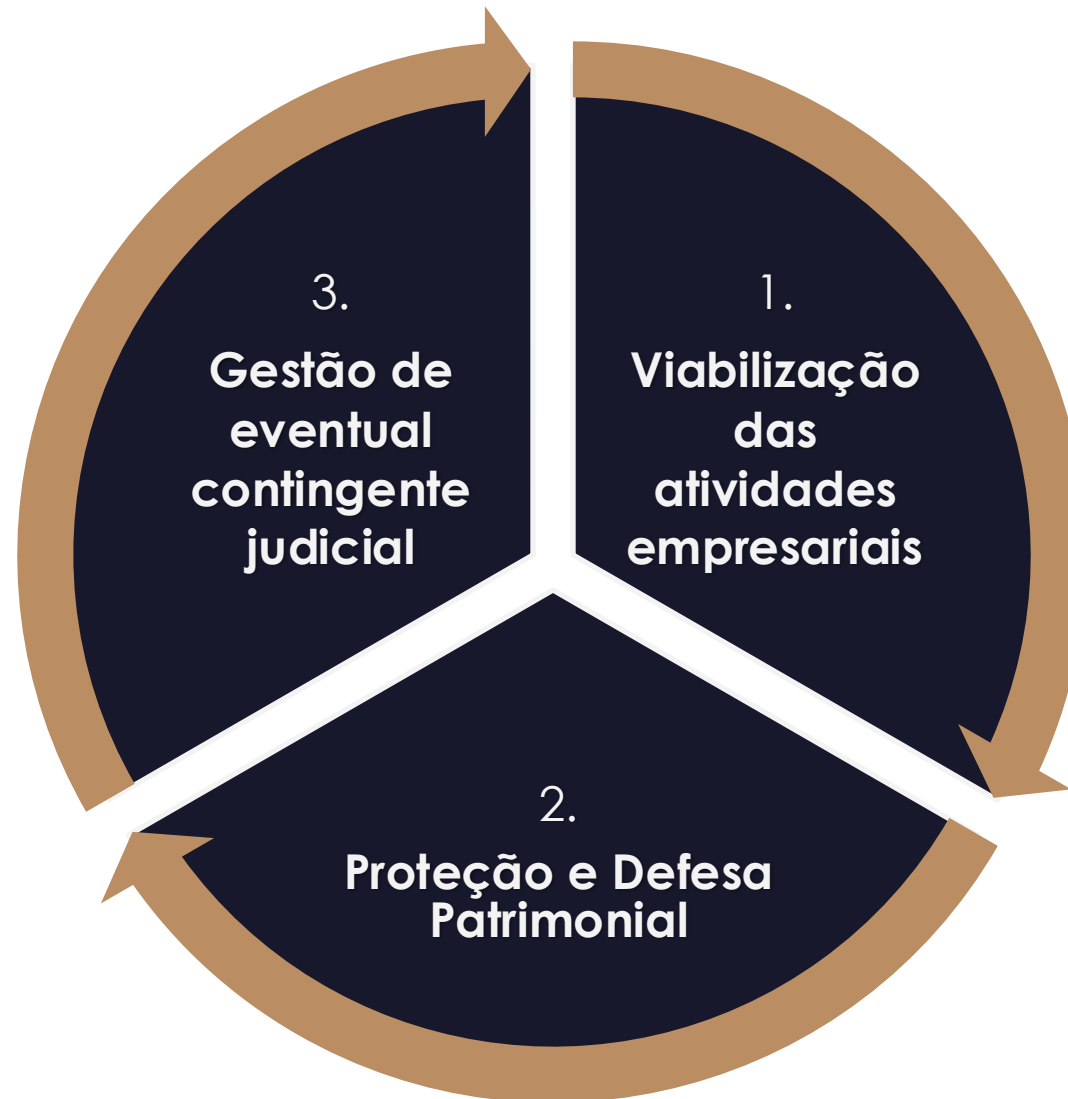 1.
Viabilização
das
atividades
empresariais
2.
Proteção e Defesa
Patrimonial
3.
Gestão de
eventual
contingente
judicial